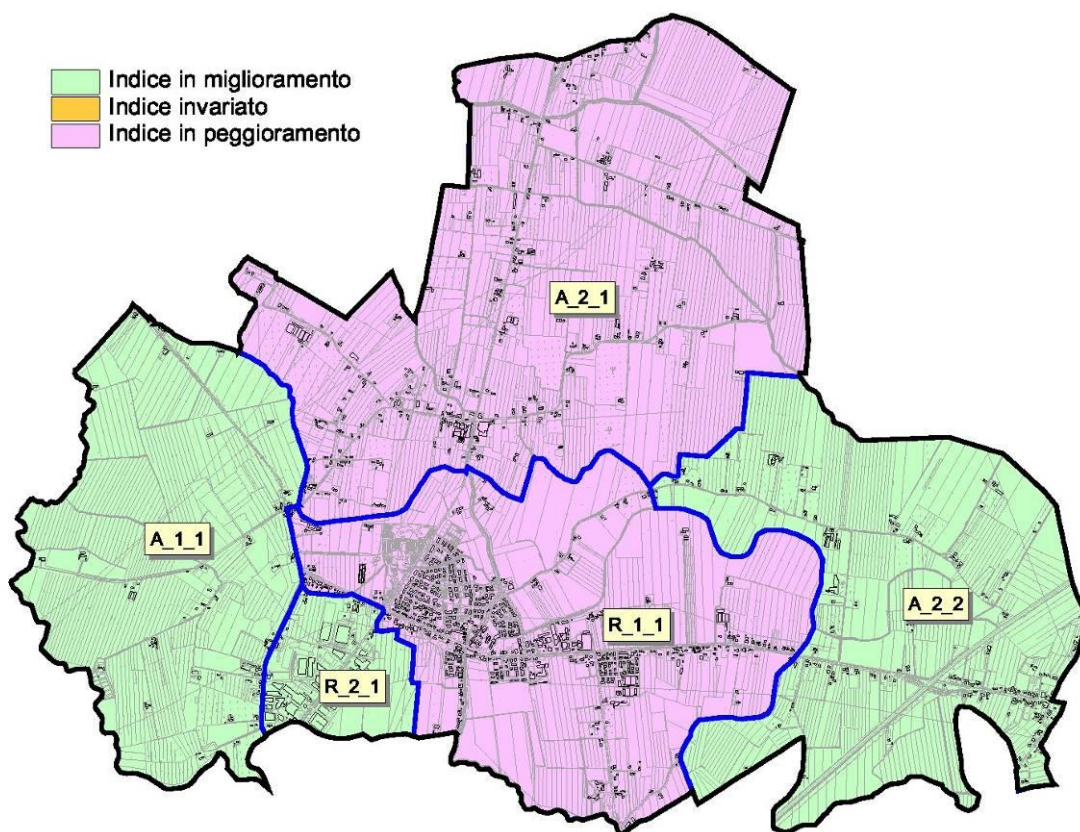 Indice in miglioramento
Indice invariato
Indice in peggioramento
A_2_1
A_1_1
A_2_2
R_1_1
R_2_1